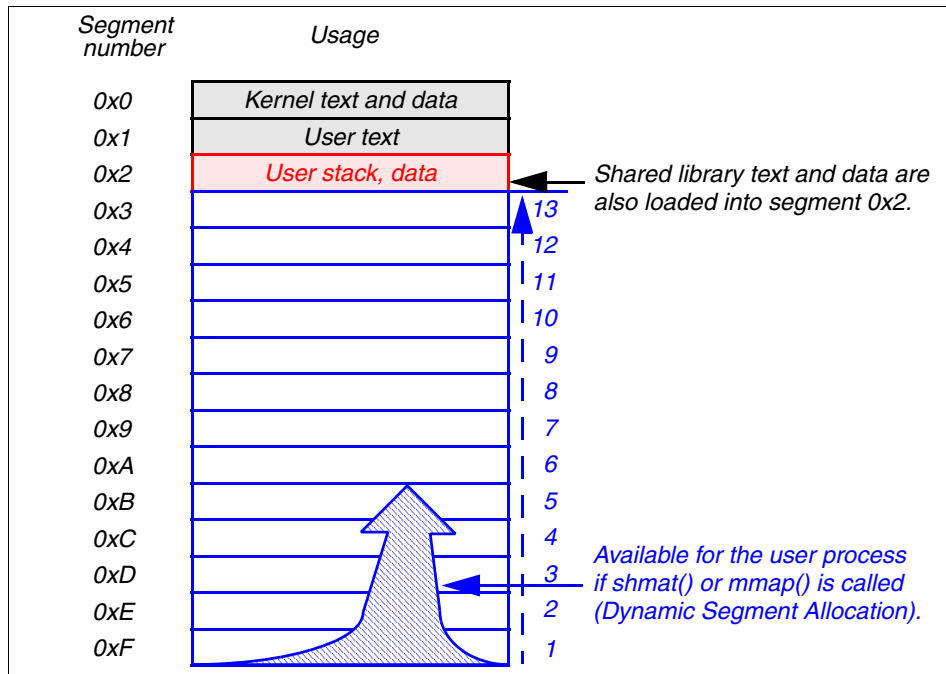 Segment number Usage
0x0 Kernel text and data
0x1 User text
0x2 User stack, data
Shared library text and data are
also loaded into segment 0x2.
0x3 13
0x4 12
0x5 11
0x6 10
0x7 9
0x8 8
0x9 7
0xA 6
0xB 5
0xC 4
0xD 3
0xE 2
0xF 1
Available for the user process
if shmat() or mmap() is called
(Dynamic Segment Allocation).